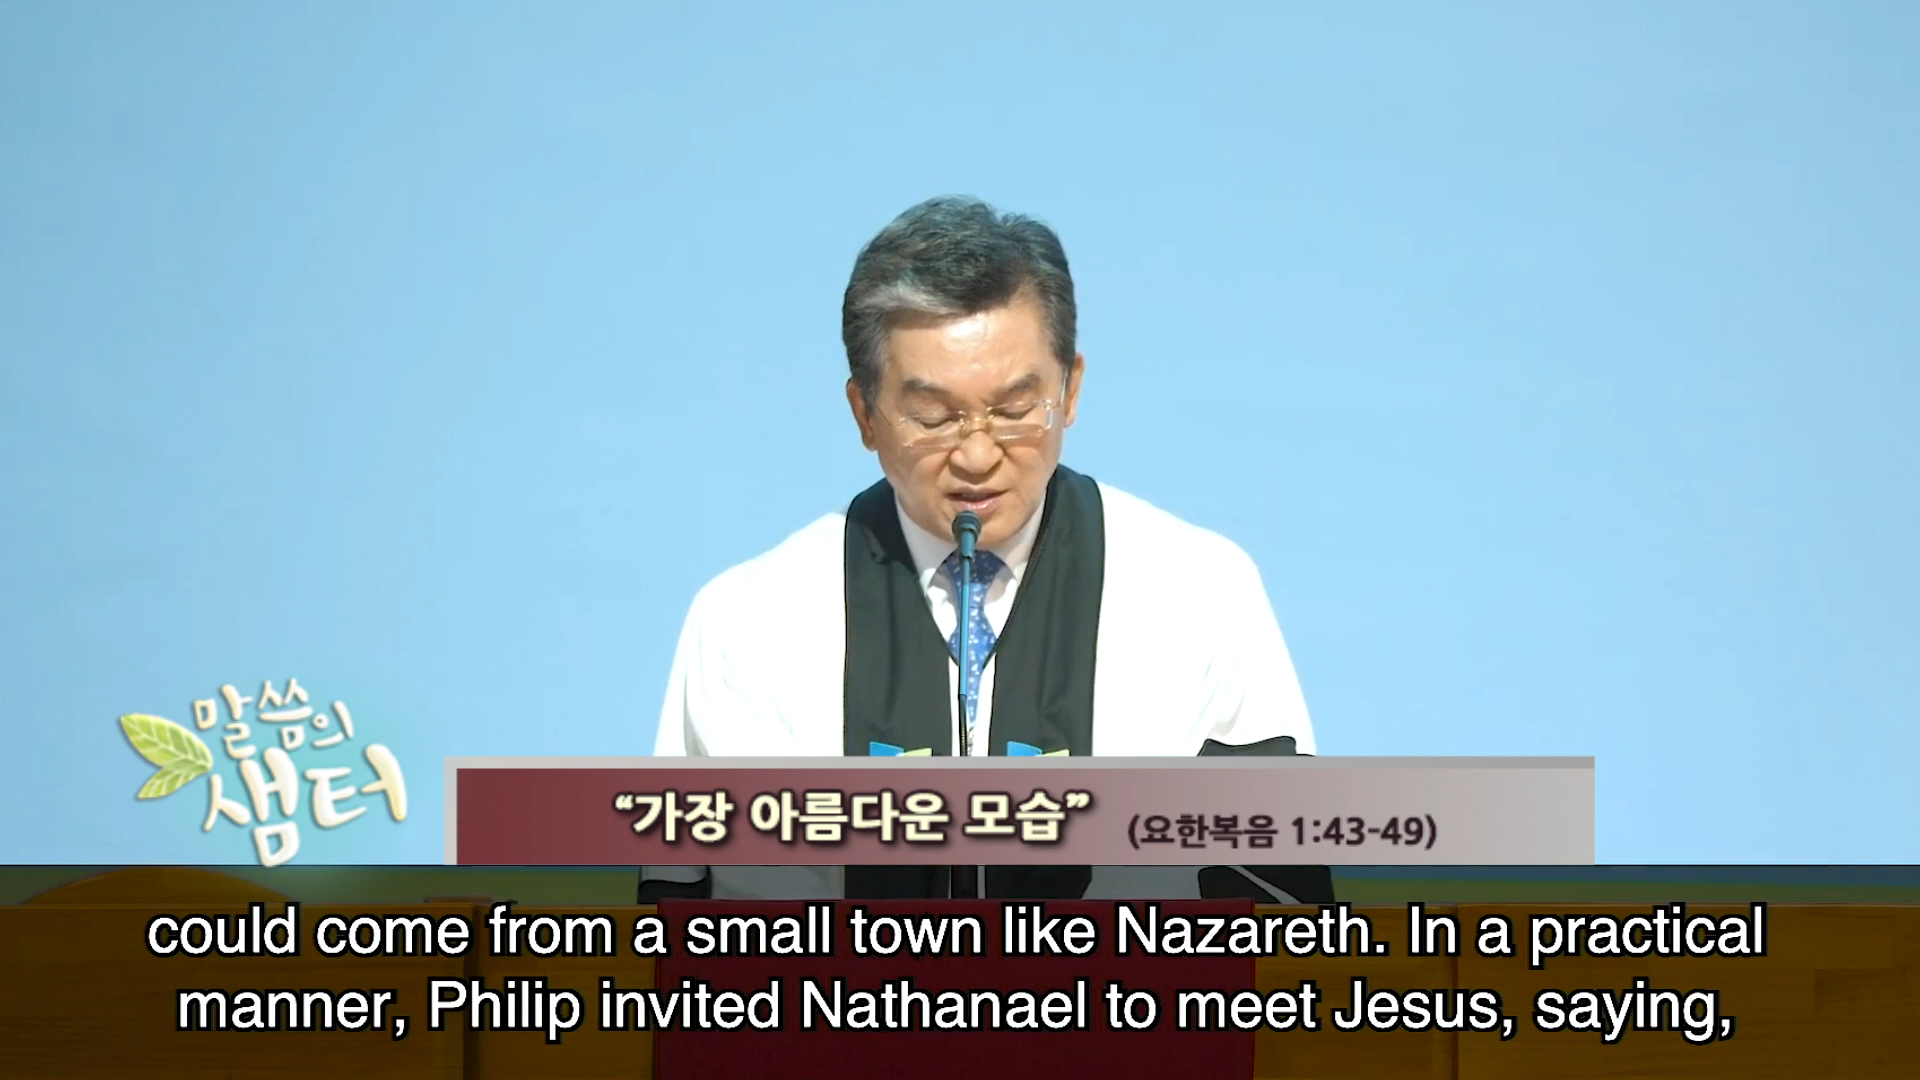 말씀의
샘터
“가장 아름다운 모습” (요한복음 1:43-49)
could come from a small town like Nazareth. In a practical
manner, Philip invited Nathanael to meet Jesus, saying,